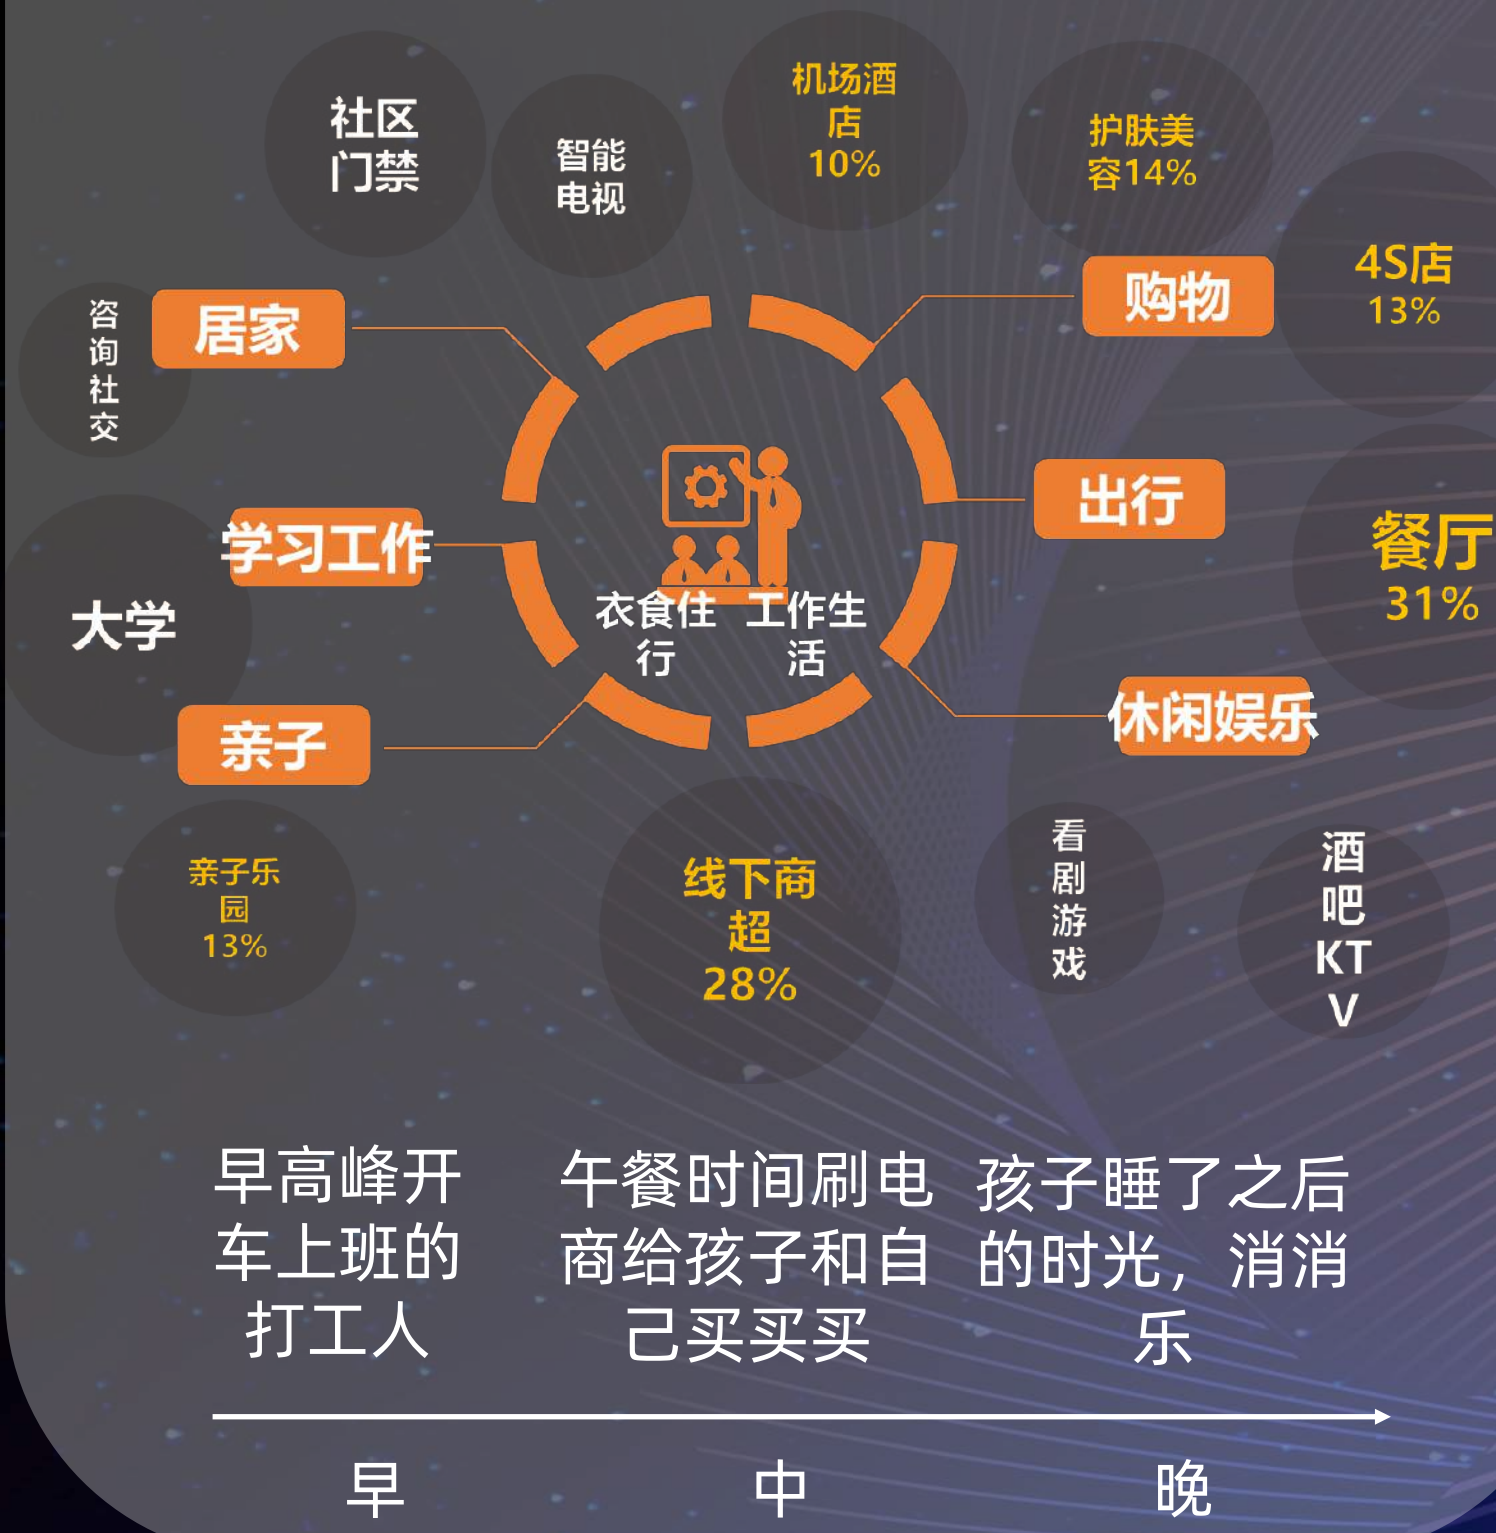 社区
门禁
智能
电视
机场酒
店
10%
护肤美
容14%
4S店
13%
购物
居家
咨
询
社
交
出行
餐厅
31%
学习工作
大学
衣食住
行
工作生
活
亲子
休闲娱乐
亲子乐
园
13%
线下商
超
28%
看
剧
游
戏
酒
吧
KT
V
早高峰开
车上班的
打工人
午餐时间刷电
商给孩子和自
己买买买
孩子睡了之后
的时光，消消
乐
早
中
晚